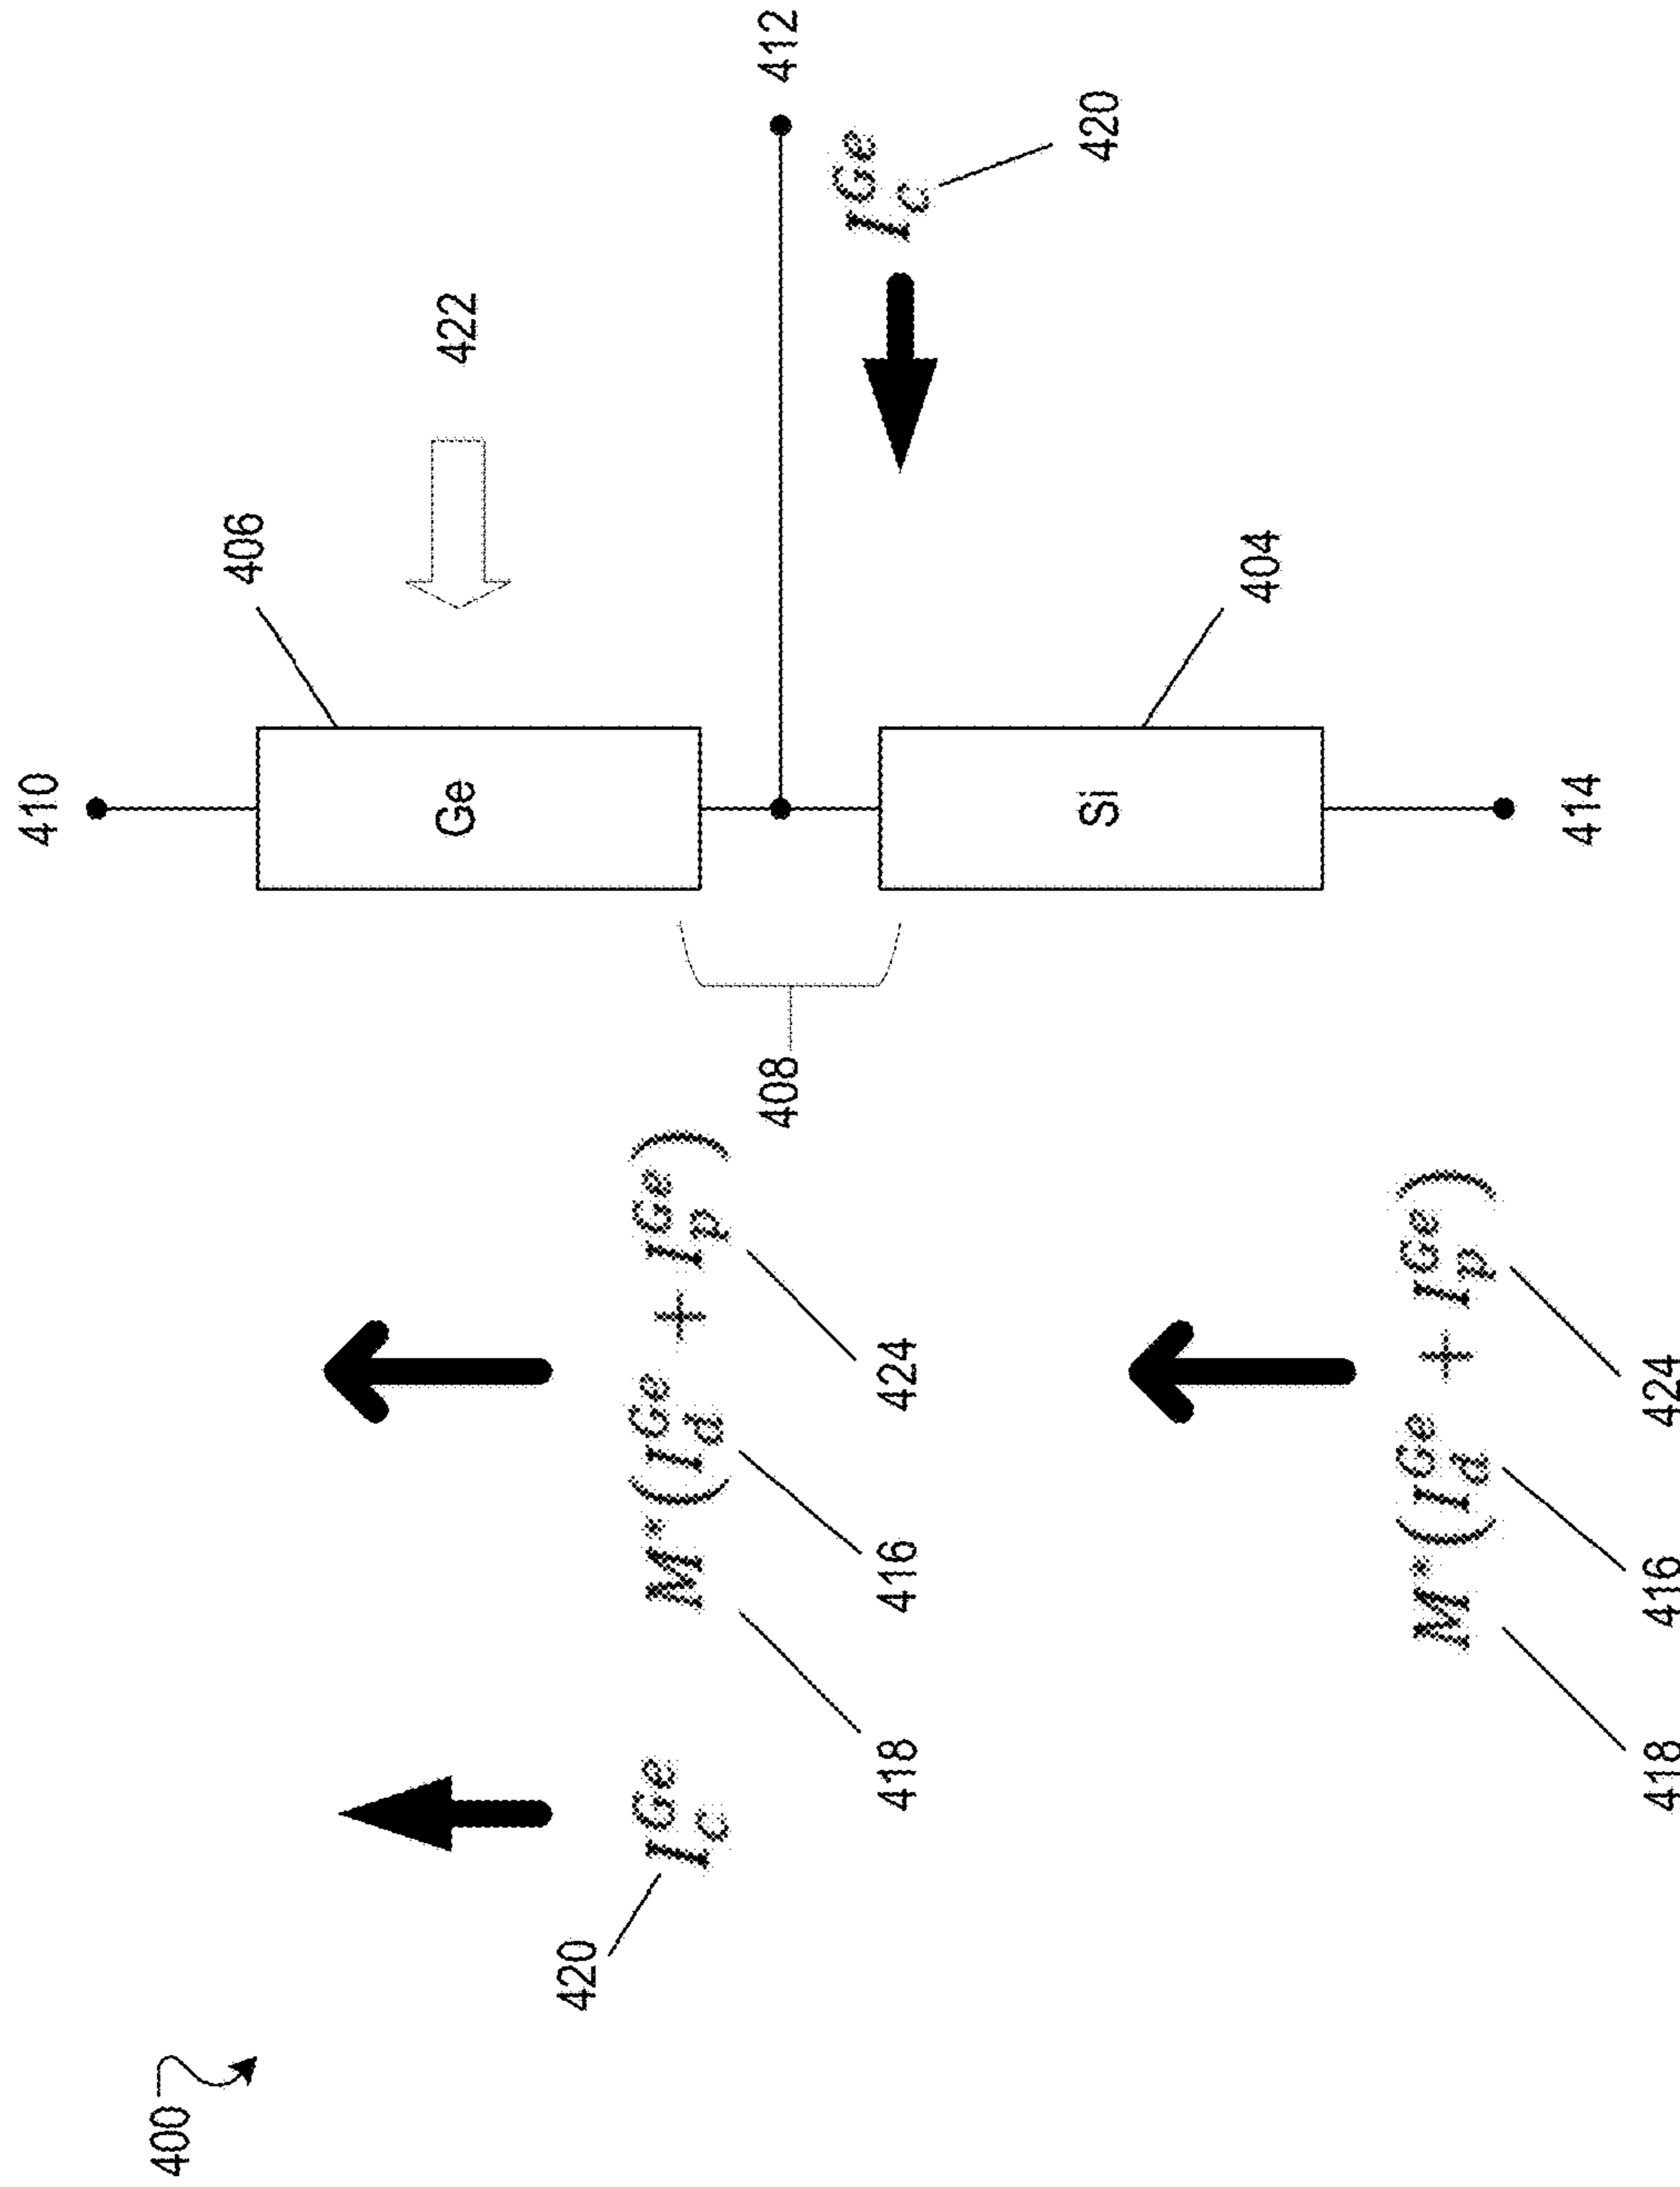 410
400
406
Ge
422
420
I_c^{Ge}
M*(I_d^{Ge} + I_p^{Ge})
408
412
I_c^{Ge}
418
416
424
Si
420
404
M*(I_d^{Ge} + I_p^{Ge})
414
418
416
424